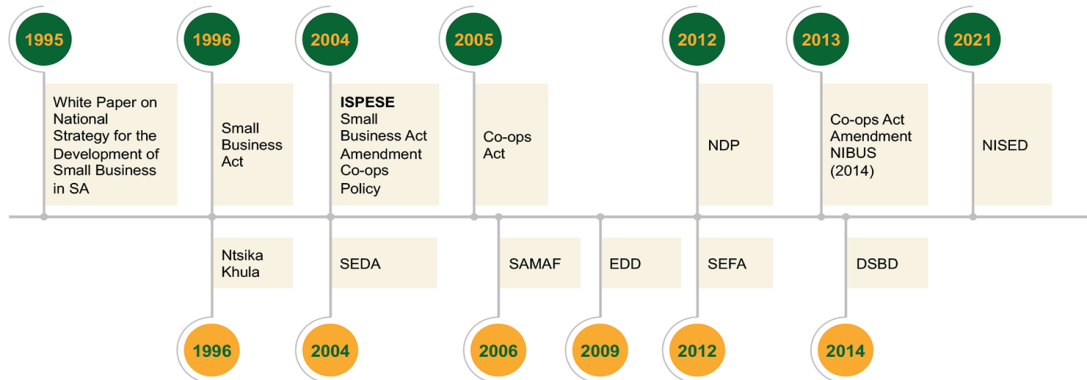 1995
1996
2004
2005
2012
2013
2021
White Paper on
National
Strategy for the
Development of
Small Business
in SA
Small
Business
Act
ISPESE
Small
Business Act
Amendment
Co-ops
Policy
Co-ops
Act
NDP
Co-ops Act
Amendment
NIBUS
(2014)
NISED
Ntsika
Khula
SEDA
SAMAF
EDD
SEFA
DSBD
1996
2004
2006
2009
2012
2014